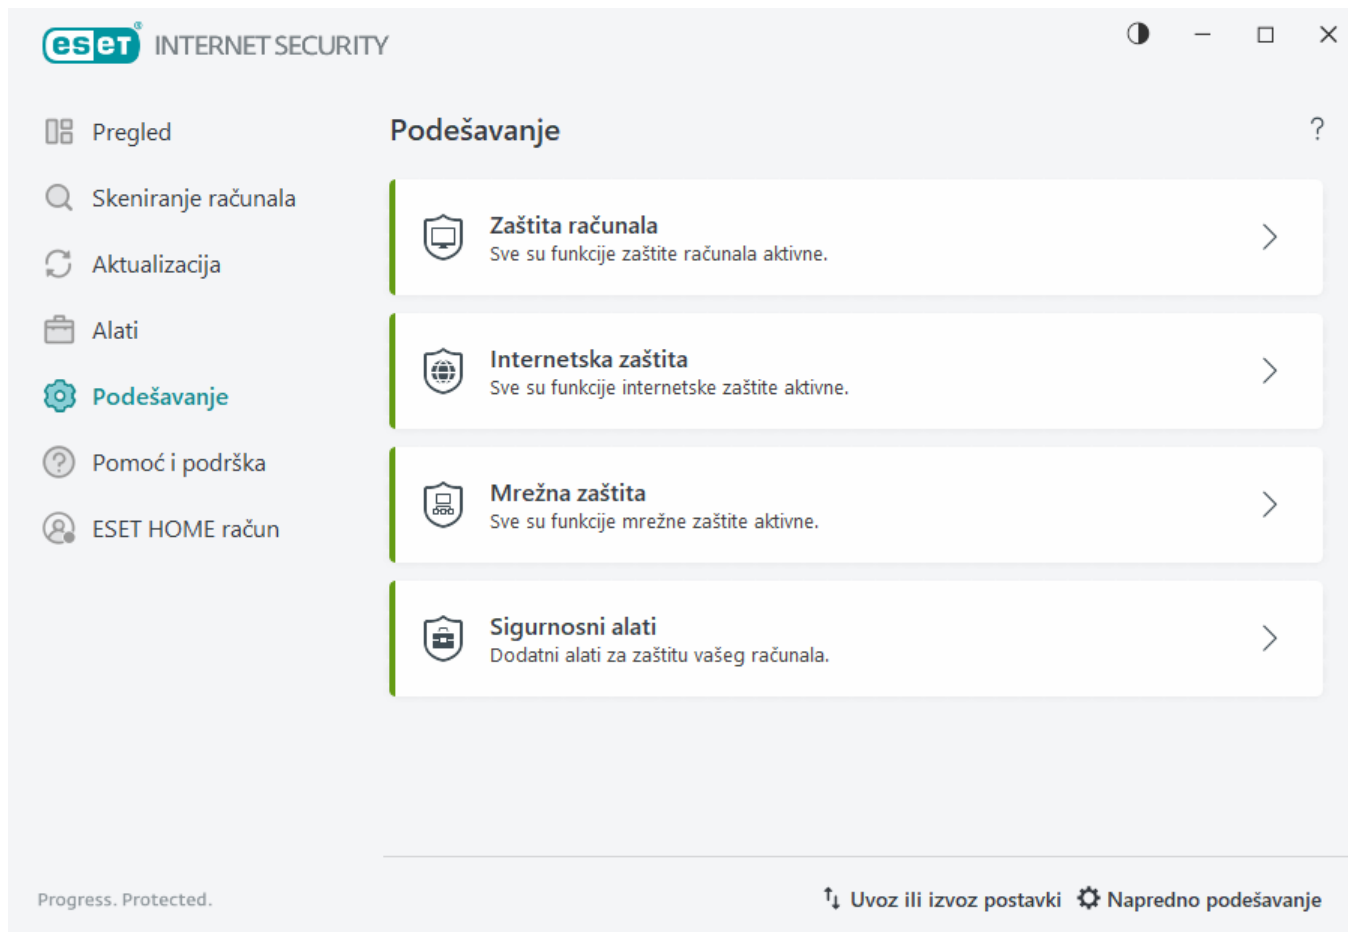 eset® INTERNET SECURITY
Pregled
Skeniranje računala
Aktualizacija
Alati
Podešavanje
Pomoć i podrška
ESET HOME račun
Podešavanje
?
Zaštita računala
Sve su funkcije zaštite računala aktivne.
Internetska zaštita
Sve su funkcije internetske zaštite aktivne.
Mrežna zaštita
Sve su funkcije mrežne zaštite aktivne.
Sigurnosni alati
Dodatni alati za zaštitu vašeg računala.
Progress. Protected.
Uvoz ili izvoz postavki
Napredno podešavanje